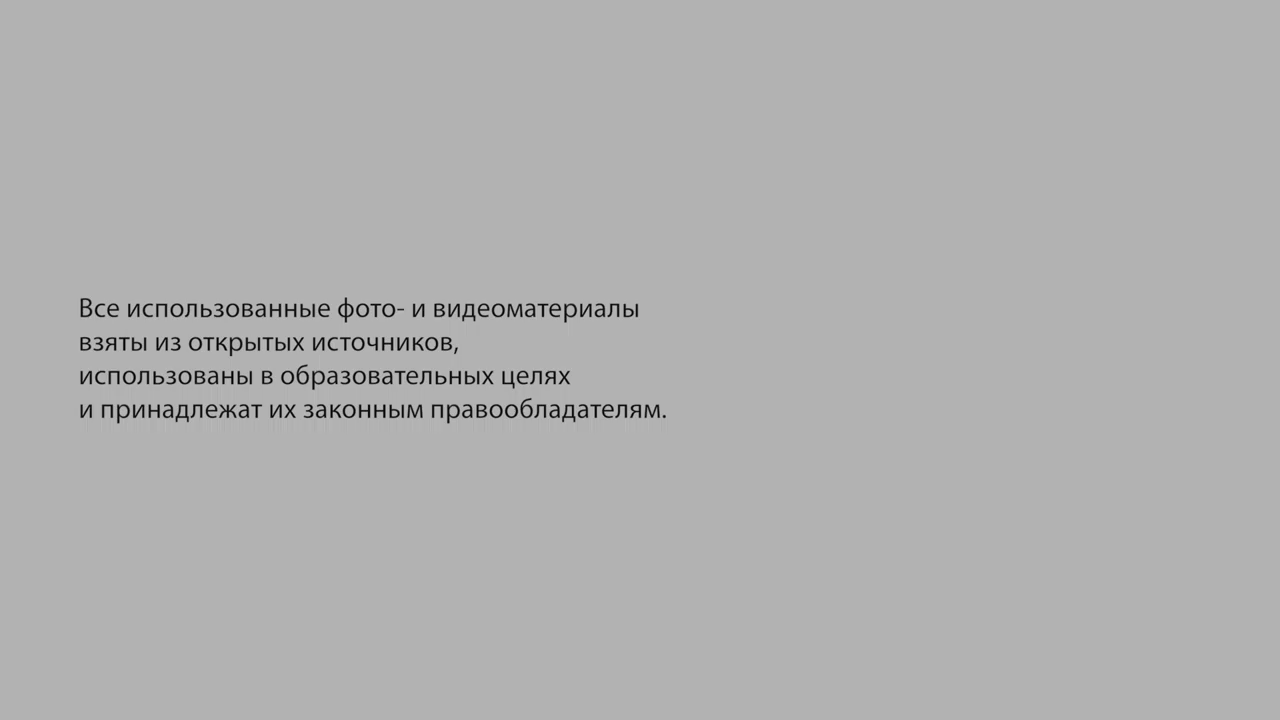 Все использованные фото- и видеоматериалы
взяты из открытых источников,
использованы в образовательных целях
и принадлежат их законным правообладателям.